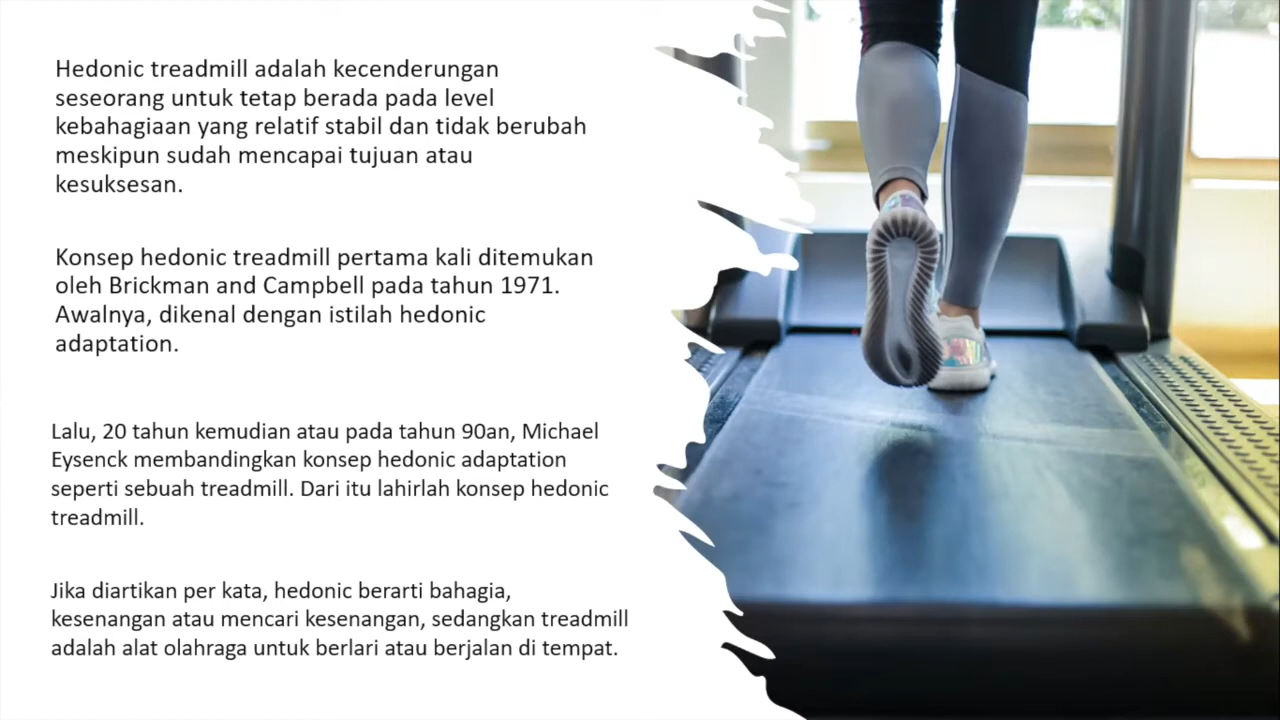 Hedonic treadmill adalah kecenderungan
seseorang untuk tetap berada pada level
kebahagiaan yang relatif stabil dan tidak berubah
meskipun sudah mencapai tujuan atau
kesuksesan.
Konsep hedonic treadmill pertama kali ditemukan
oleh Brickman and Campbell pada tahun 1971.
Awalnya, dikenal dengan istilah hedonic
adaptation.
Lalu, 20 tahun kemudian atau pada tahun 90an, Michael
Eysenck membandingkan konsep hedonic adaptation
seperti sebuah treadmill. Dari itu lahirlah konsep hedonic
treadmill.
Jika diartikan per kata, hedonic berarti bahagia,
kesenangan atau mencari kesenangan, sedangkan treadmill
adalah alat olahraga untuk berlari atau berjalan di tempat.